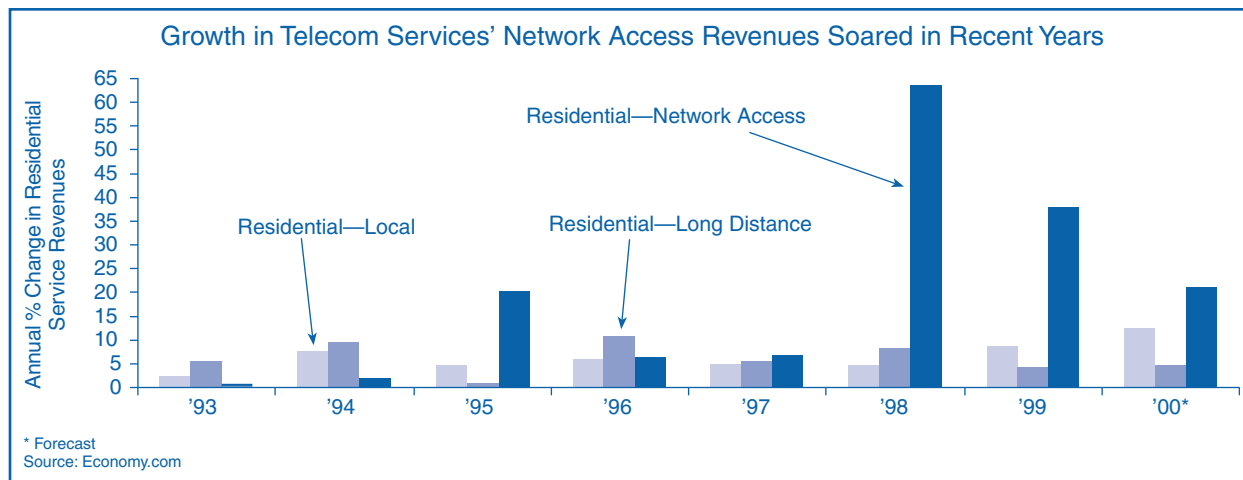 Growth in Telecom Services’ Network Access Revenues Soared in Recent Years
Annual % Change in Residential
Service Revenues
65
60
55
50
45
40
35
30
25
20
15
10
5
0
Residential—Network Access
Residential—Local
Residential—Long Distance
’93
’94
’95
’96
’97
’98
’99
’00*
* Forecast
Source: Economy.com